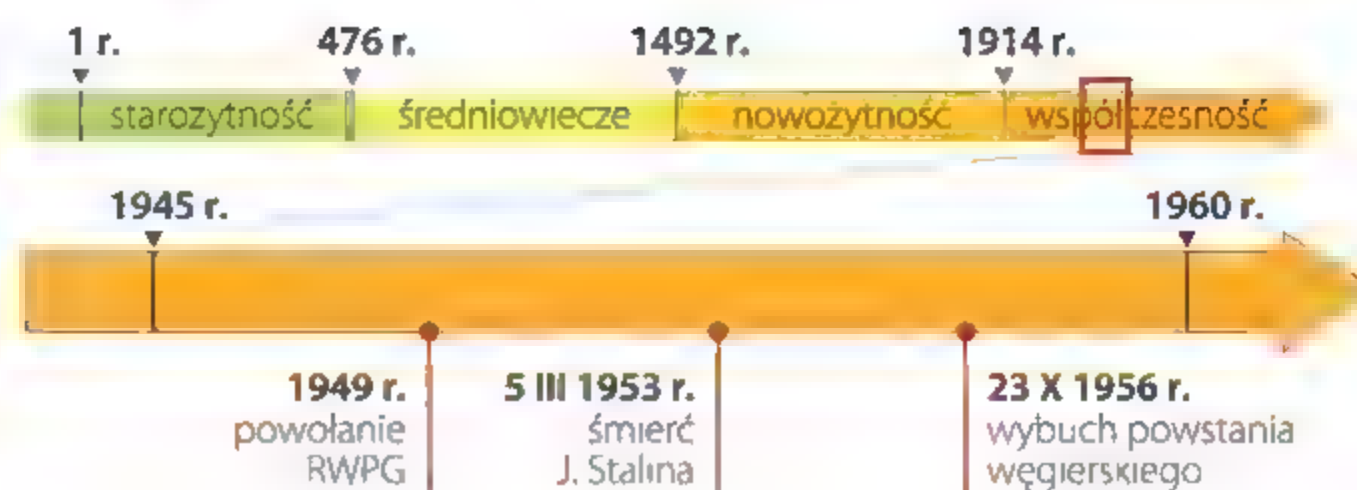 1 r. 476 r. 1492 r. 1914 r.
starożytność średniowiecze nowożytność współczesność
1945 r. 1960 r.
1949 r. 5 III 1953 r. 23 X 1956 r.
powołanie śmierć wybuch powstania
RWPG J. Stalina węgierskiego